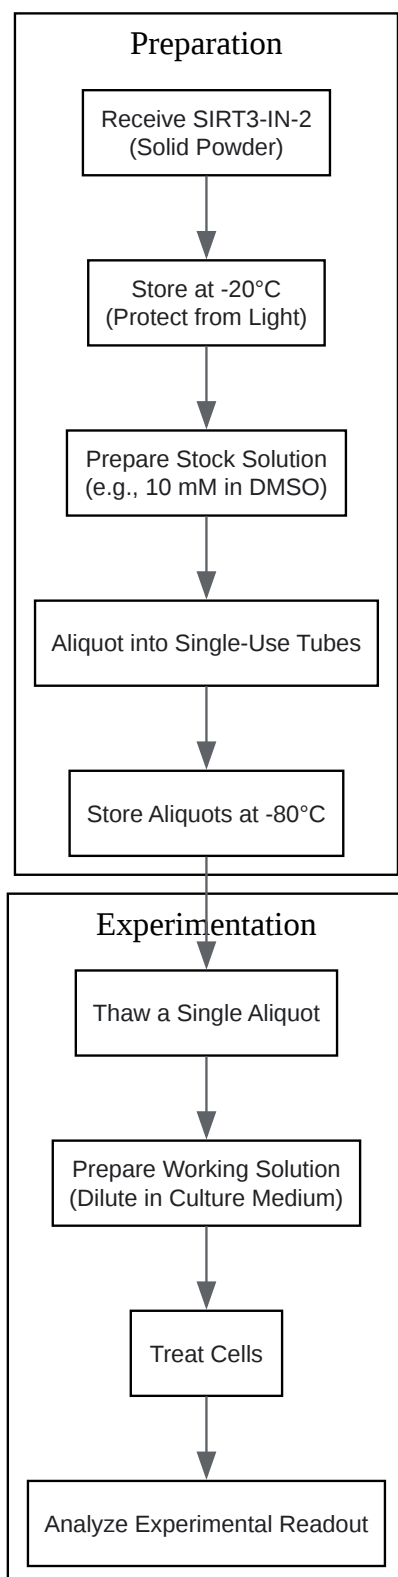 Preparation
Receive SIRT3-IN-2
(Solid Powder)
Store at -20°C
(Protect from Light)
Prepare Stock Solution
(e.g., 10 mM in DMSO)
Aliquot into Single-Use Tubes
Store Aliquots at -80°C
Experimentation
Thaw a Single Aliquot
Prepare Working Solution
(Dilute in Culture Medium)
Treat Cells
Analyze Experimental Readout